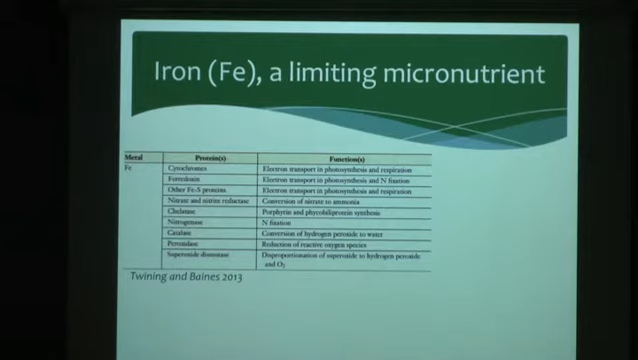 Iron (Fe), a limiting micronutrient
Metal Protein(s) Function(s)
Fe Cytochromes Electron transport in photosynthesis and respiration
Ferredoxin Electron transport in photosynthesis and N fixation
Other Fe-S proteins Electron transport in photosynthesis and respiration
Nitrate and nitrite reductase Conversion of nitrate to ammonia
Chelatase Porphyrin and phycobiliprotein synthesis
Nitrogenase N fixation
Catalase Conversion of hydrogen peroxide to water
Peroxidase Reduction of reactive oxygen species
Superoxide dismutase Disproportionation of superoxide to hydrogen peroxide
and O₂
Twining and Baines 2013